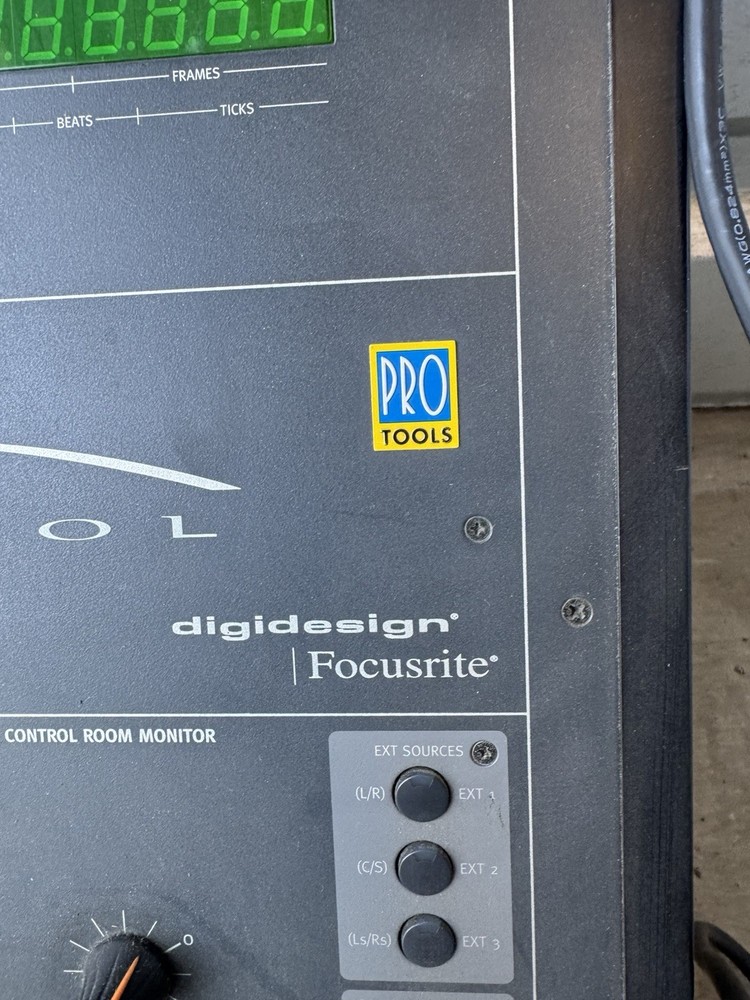 FRAMES
BEATS
TICKS
PRO
TOOLS
OL
digidesign®
Focusrite®
CONTROL ROOM MONITOR
EXT SOURCES
(L/R) EXT 1
(C/S) EXT 2
(Ls/Rs) EXT 3
0